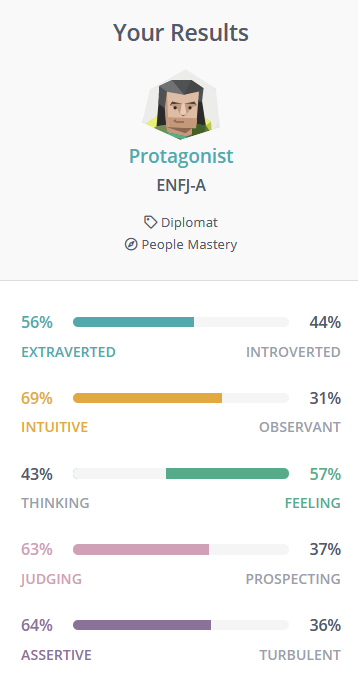 Your Results
Protagonist
ENFJ-A
Diplomat
People Mastery
56% 44%
EXTRAVERTED INTROVERTED
69% 31%
INTUITIVE OBSERVANT
43% 57%
THINKING FEELING
63% 37%
JUDGING PROSPECTING
64% 36%
ASSERTIVE TURBULENT